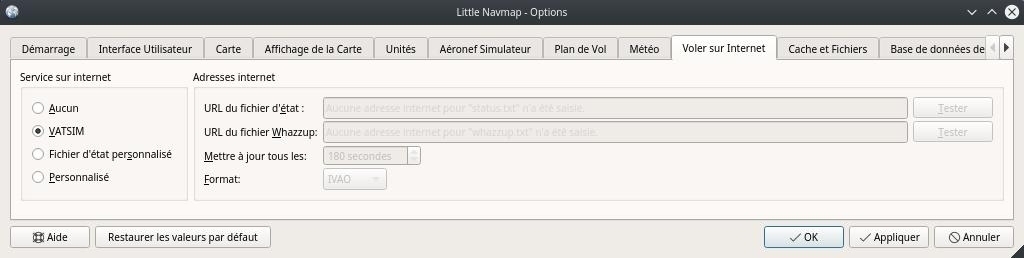 Little Navmap - Options
Démarrage Interface Utilisateur Carte Affichage de la Carte Unités Aéronef Simulateur Plan de Vol Météo Voler sur Internet Cache et Fichiers Base de données de
Service sur internet
Aucun
VATSIM
Fichier d'état personnalisé
Personnalisé
Adresses internet
URL du fichier d'état : Aucune adresse internet pour "status.txt" n'a été saisie. Tester
URL du fichier Whazzup: Aucune adresse internet pour "whazzup.txt" n'a été saisie. Tester
Mettre à jour tous les: 180 secondes
Format: IVAO
Aide Restaurer les valeurs par défaut OK Appliquer Annuler